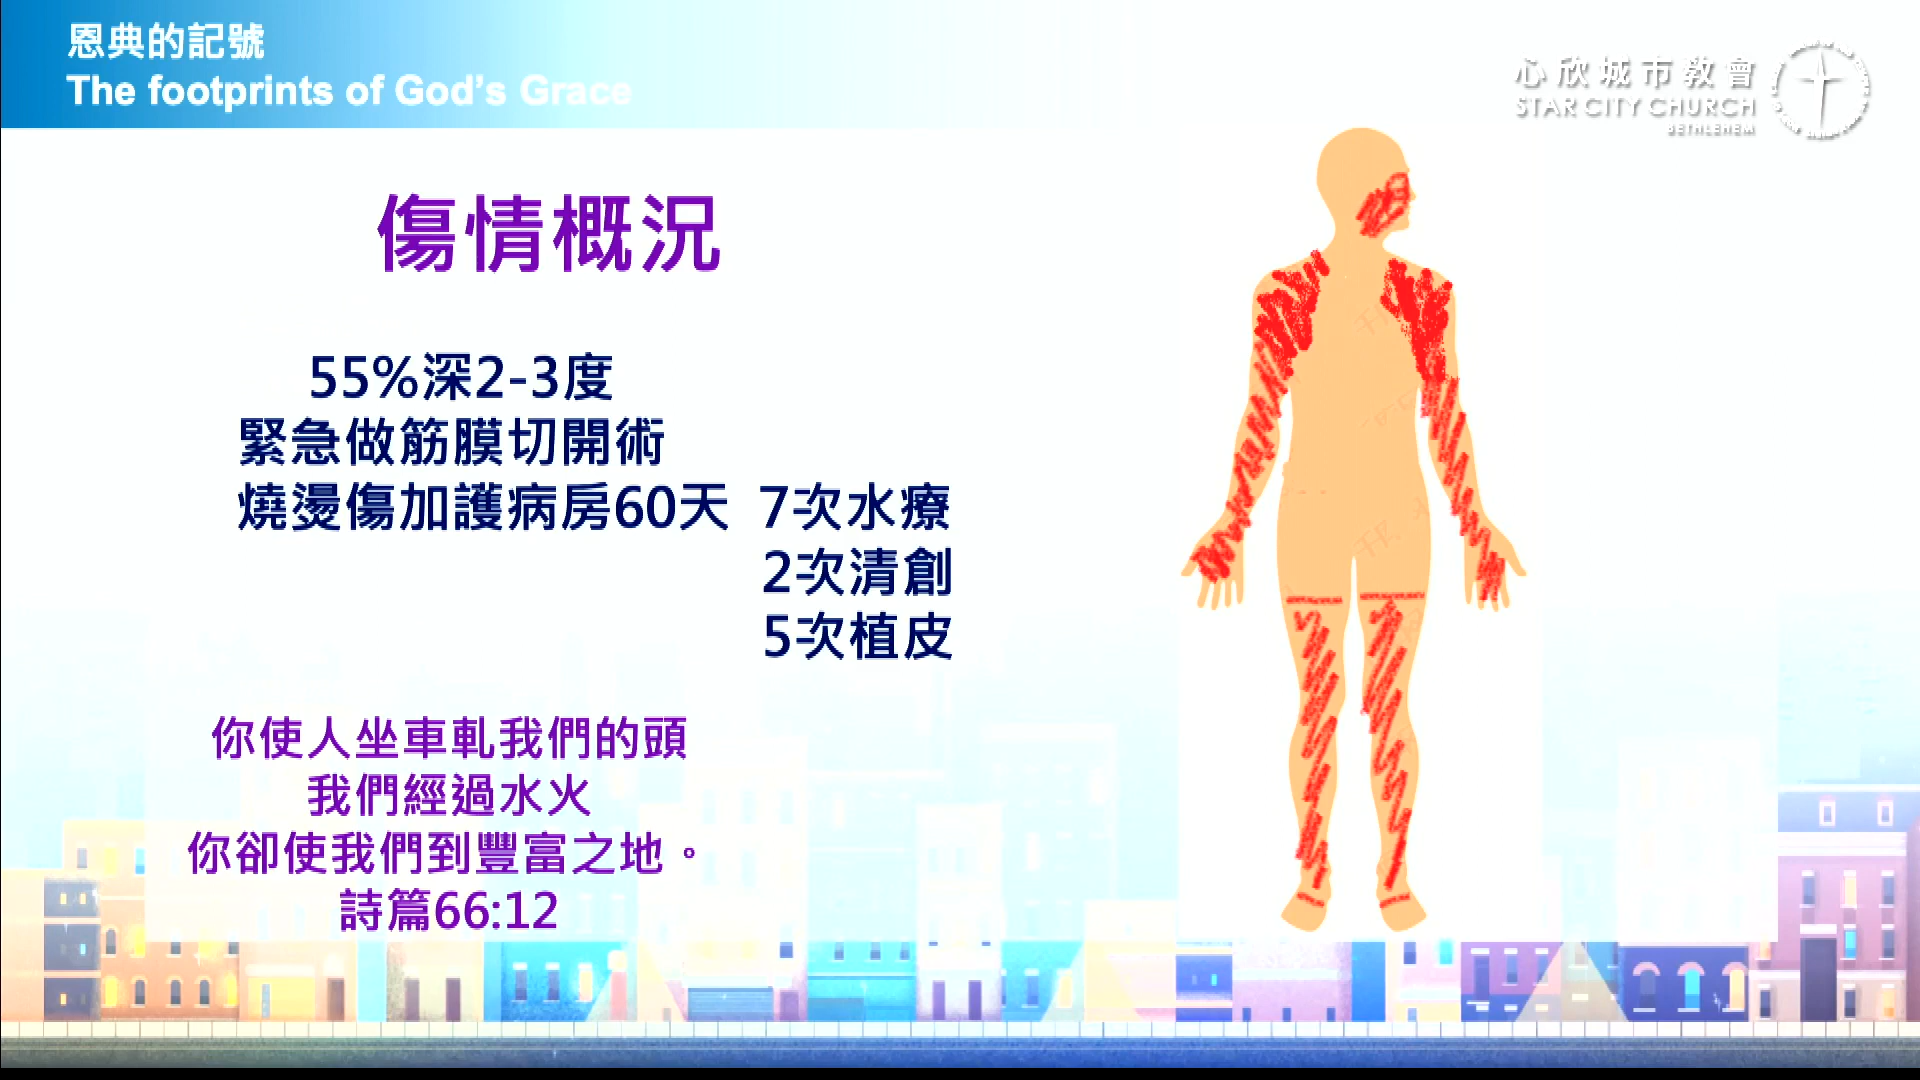 恩典的記號
The footprints of God's Grace
心欣城市教會
STAR CITY CHURCH
BETHLEHEM
傷情概況
55%深2-3度
緊急做筋膜切開術
燒燙傷加護病房60天 7次水療
2次清創
5次植皮
你使人坐車軋我們的頭
我們經過水火
你卻使我們到豐富之地。
詩篇66:12